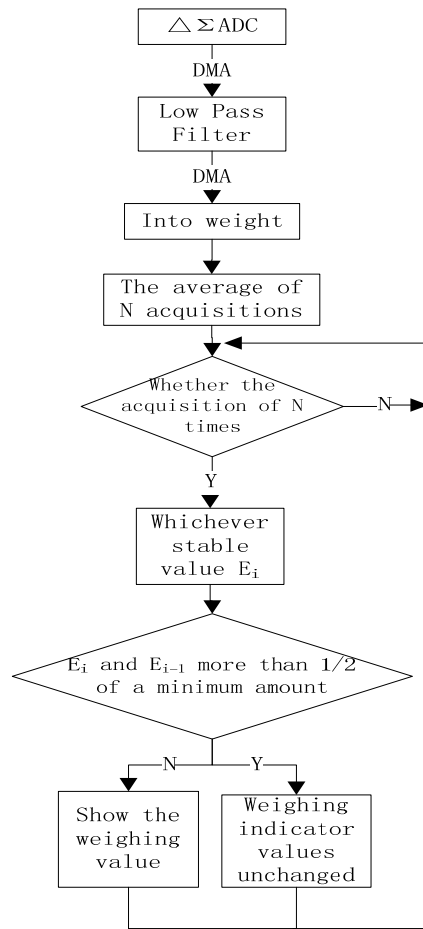 △ΣADC
DMA
Low Pass
Filter
DMA
Into weight
The average of
N acquisitions
Whether the
acquisition of N
times
N
Y
Whichever
stable
value Eᵢ
Eᵢ and Eᵢ₋₁ more than 1/2
of a minimum amount
N
Y
Show the
weighing
value
Weighing
indicator
values
unchanged